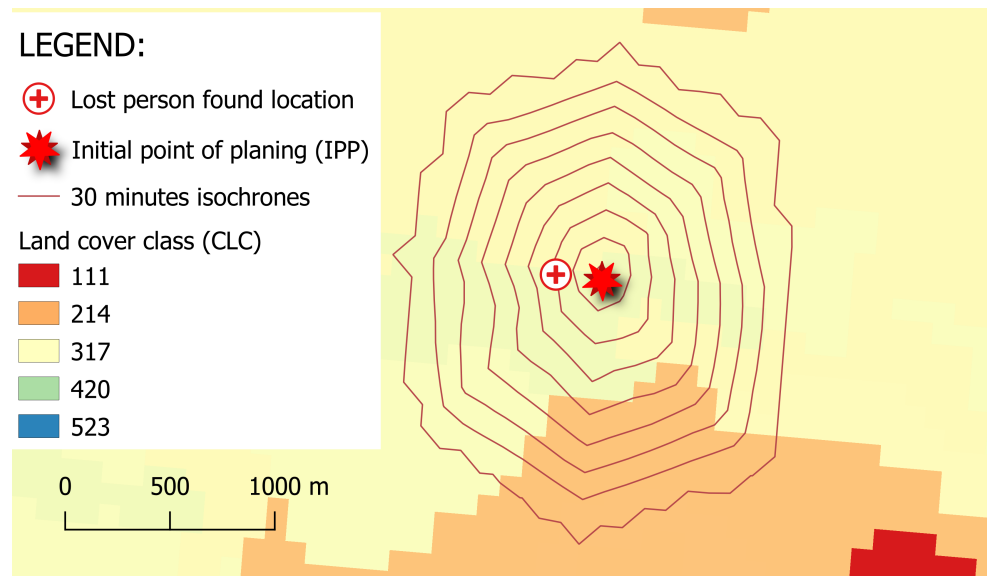 LEGEND:
Lost person found location
Initial point of planing (IPP)
30 minutes isochrones
Land cover class (CLC)
111
214
317
420
523
0 500 1000 m